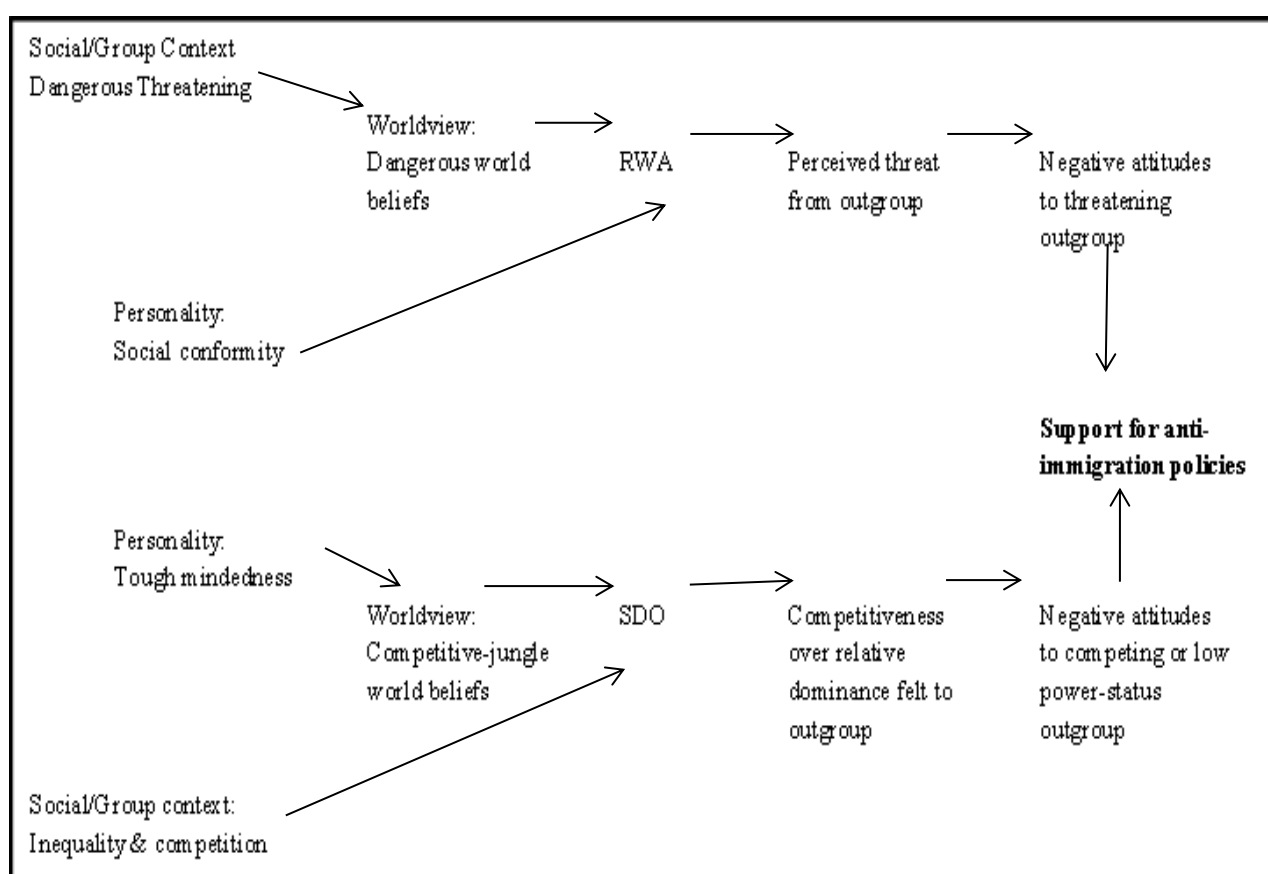 Social/Group Context
Dangerous Threatening
Worldview:
Dangerous world
beliefs
RWA
Perceived threat
from outgroup
Negative attitudes
to threatening
outgroup
Personality:
Social conformity
Support for anti-
immigration policies
Personality:
Tough mindedness
Worldview:
Competitive-jungle
world beliefs
SDO
Competitiveness
over relative
dominance felt to
outgroup
Negative attitudes
to competing or low
power-status
outgroup
Social/Group context:
Inequality & competition